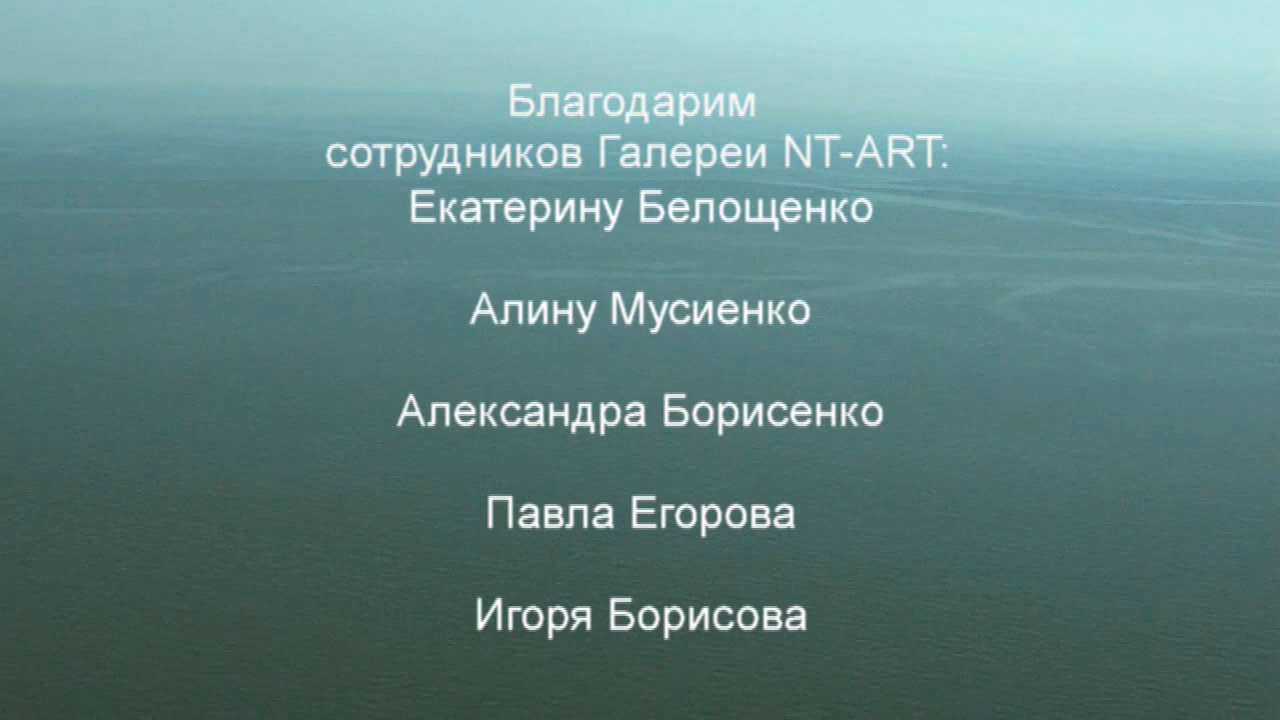 Благодарим
сотрудников Галереи NT-ART:
Екатерину Белощенко
Алину Мусиенко
Александра Борисенко
Павла Егорова
Игоря Борисова